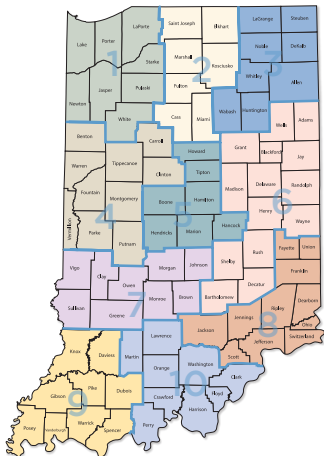 Saint Joseph
Elkhart
LaGrange
Steuben
LaPorte
Porter
Lake
Noble
DeKalb
Marshall
Kosciusko
Starke
1
2
3
Whitley
Allen
Jasper
Pulaski
Fulton
Newton
Wabash
Huntington
White
Cass
Miami
Wells
Adams
Benton
Carroll
Howard
Grant
Blackford
Jay
Warren
Tippecanoe
Clinton
Tipton
Madison
Delaware
Randolph
Fountain
Montgomery
Boone
Hamilton
Henry
Wayne
4
5
6
Vermillion
Parke
Putnam
Hendricks
Marion
Hancock
Shelby
Rush
Fayette
Union
Vigo
Clay
Owen
Morgan
Johnson
Franklin
Decatur
Sullivan
Greene
Monroe
Brown
Bartholomew
7
8
Ripley
Dearborn
Jennings
Ohio
Jackson
Jefferson
Switzerland
Lawrence
Knox
Daviess
Martin
Orange
Washington
Scott
Clark
Gibson
Pike
Dubois
Crawford
Floyd
9
10
Harrison
Posey
Vanderburgh
Warrick
Spencer
Perry